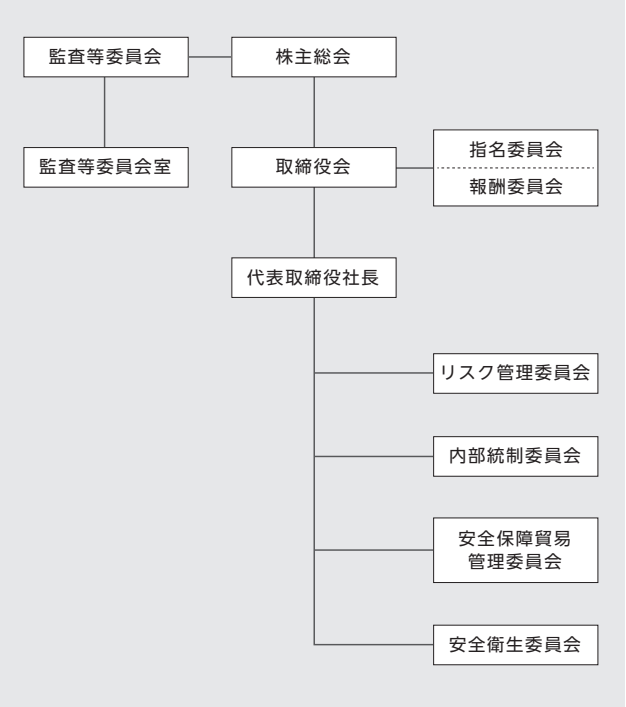 監査等委員会
株主総会
監査等委員会室
取締役会
指名委員会
報酬委員会
代表取締役社長
リスク管理委員会
内部統制委員会
安全保障貿易
管理委員会
安全衛生委員会